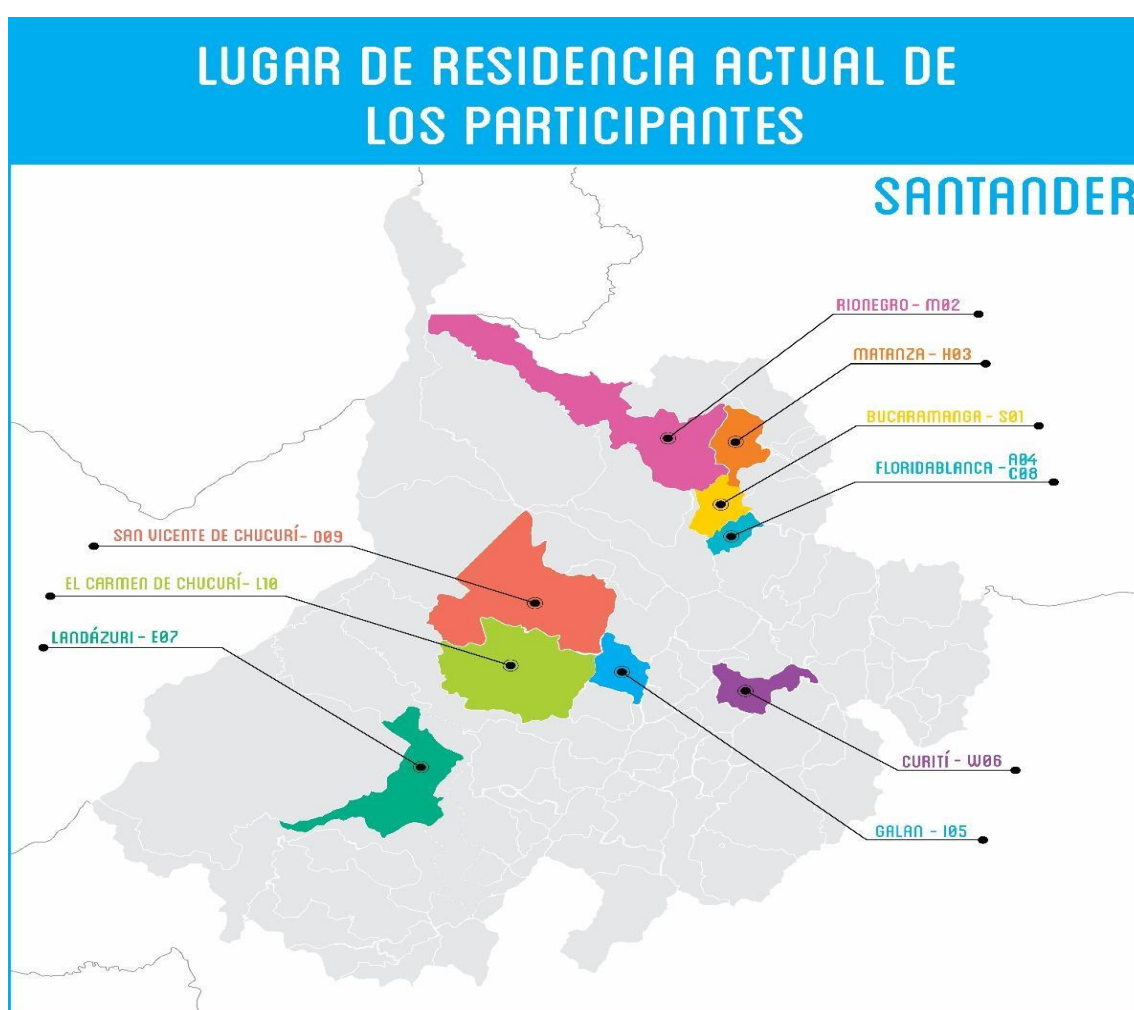 LUGAR DE RESIDENCIA ACTUAL DE
LOS PARTICIPANTES
SANTANDER
RIONEGRO - M02
MATANZA - H03
BUCARAMANGA - S01
FLORIDABLANCA - A04
C08
SAN VICENTE DE CHUCURÍ- D09
EL CARMEN DE CHUCURÍ- L10
LANDÁZURI - E07
CURITÍ - W06
GALAN - I05